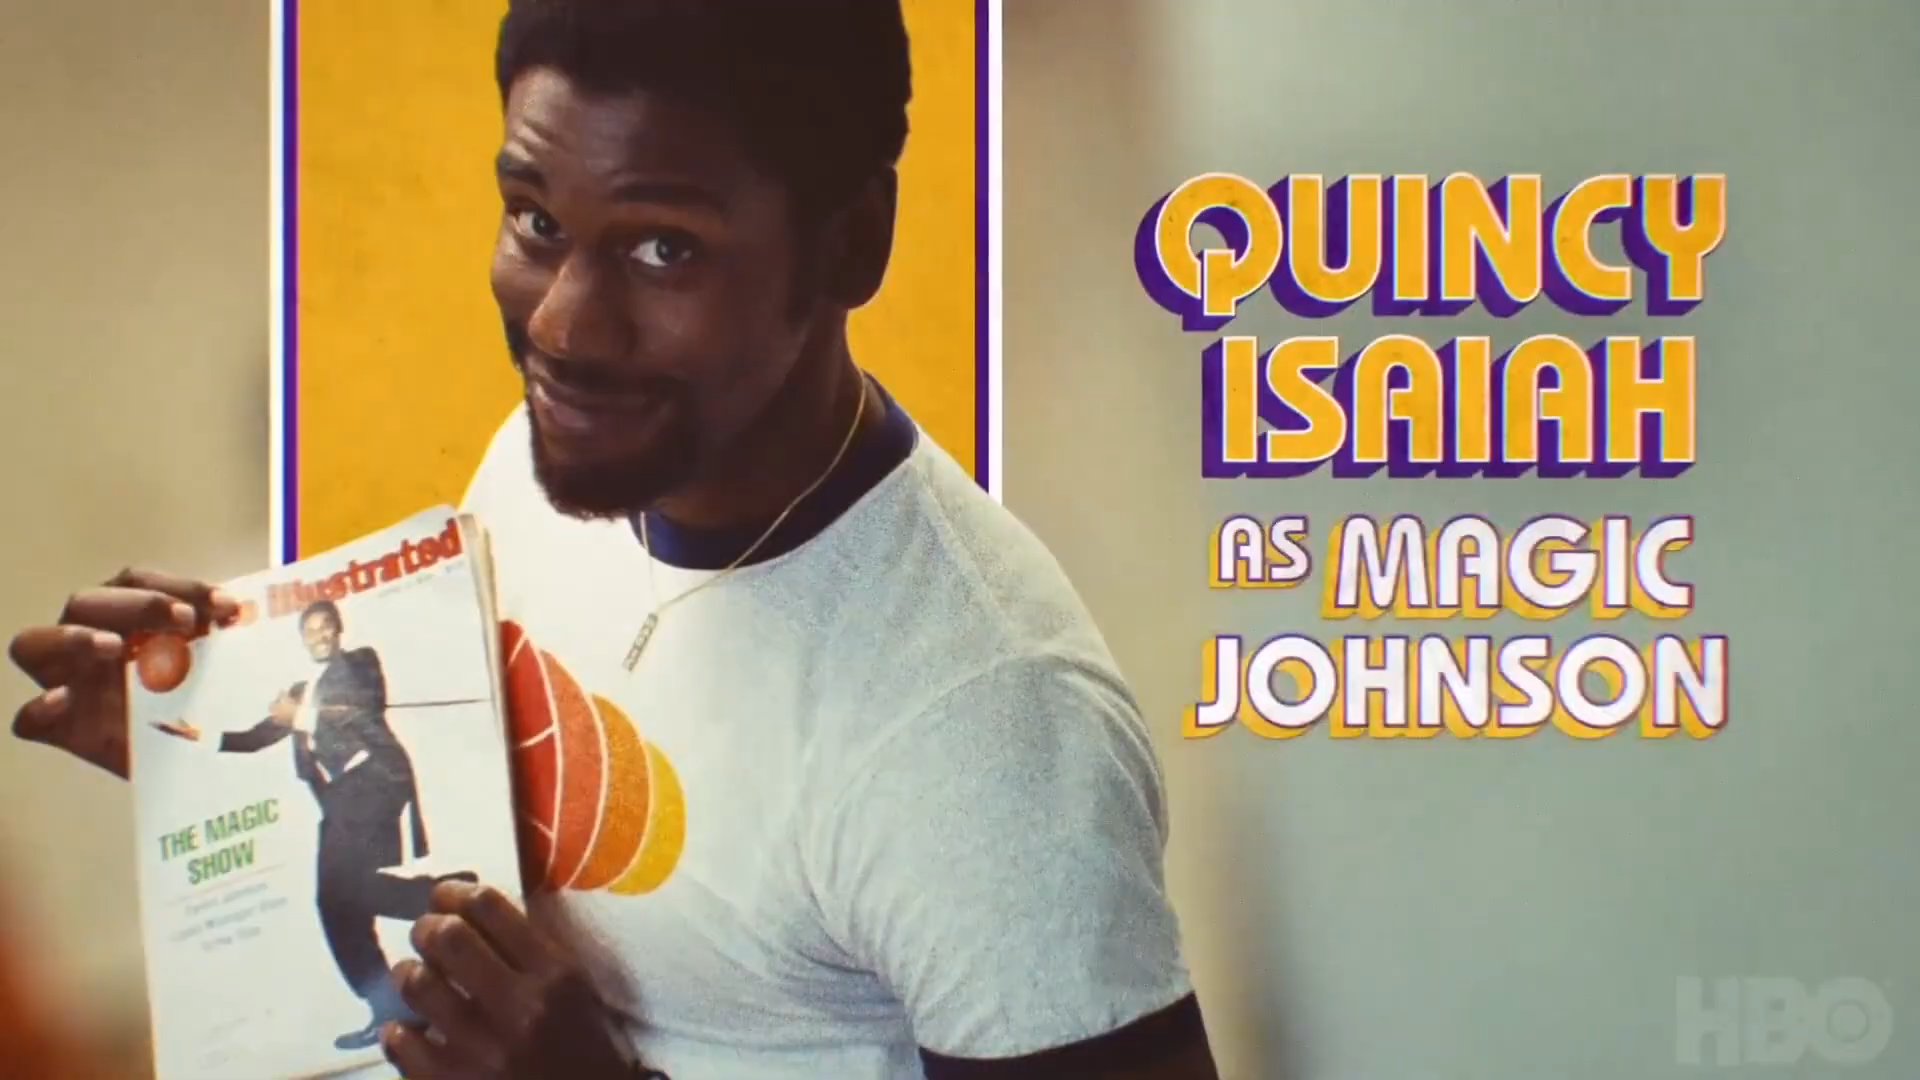 QUINCY
ISAIAH
AS MAGIC
JOHNSON
Illustrated
THE MAGIC
SHOW
HBO